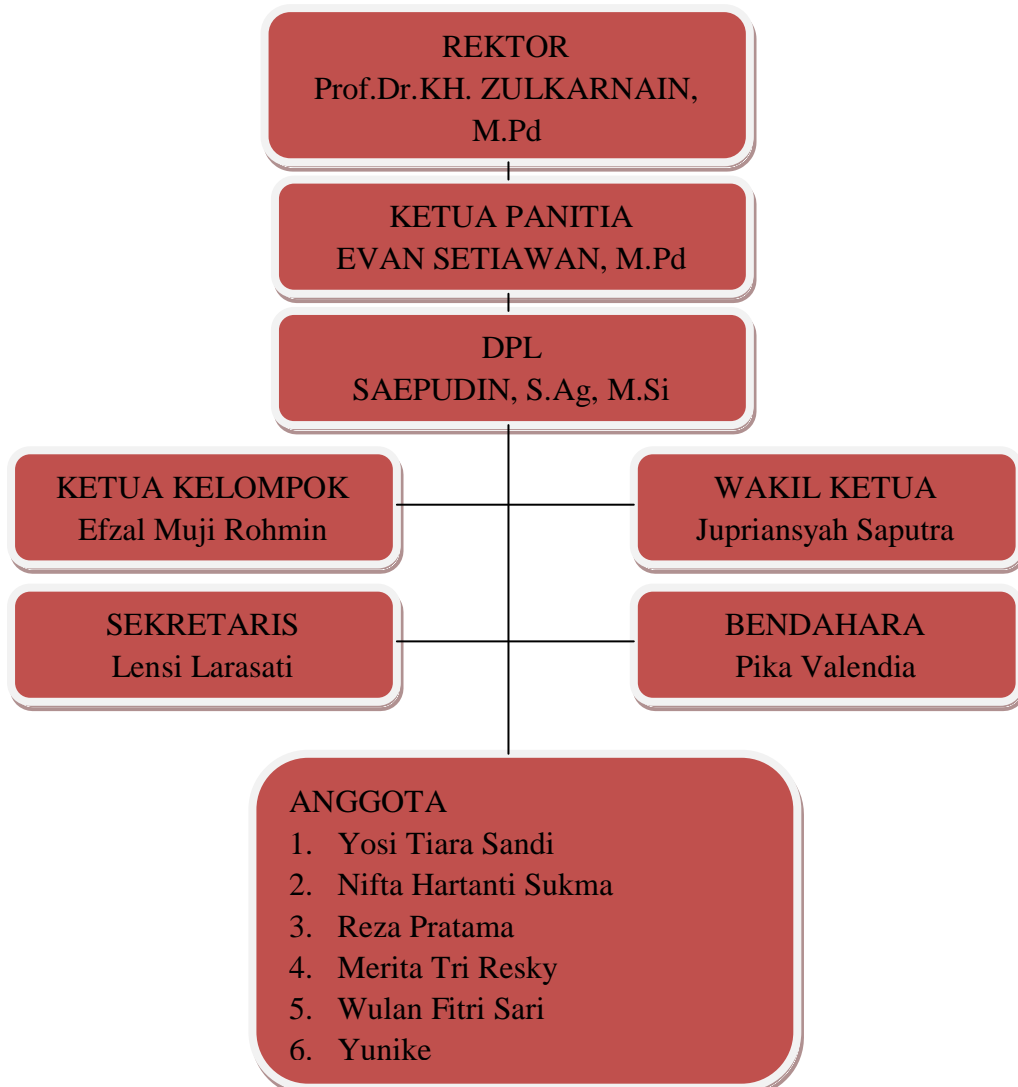 REKTOR
Prof.Dr.KH. ZULKARNAIN,
M.Pd
KETUA PANITIA
EVAN SETIAWAN, M.Pd
DPL
SAEPUDIN, S.Ag, M.Si
KETUA KELOMPOK
Efzal Muji Rohmin
WAKIL KETUA
Jupriansyah Saputra
SEKRETARIS
Lensi Larasati
BENDAHARA
Pika Valendia
ANGGOTA
1. Yosi Tiara Sandi
2. Nifta Hartanti Sukma
3. Reza Pratama
4. Merita Tri Resky
5. Wulan Fitri Sari
6. Yunike